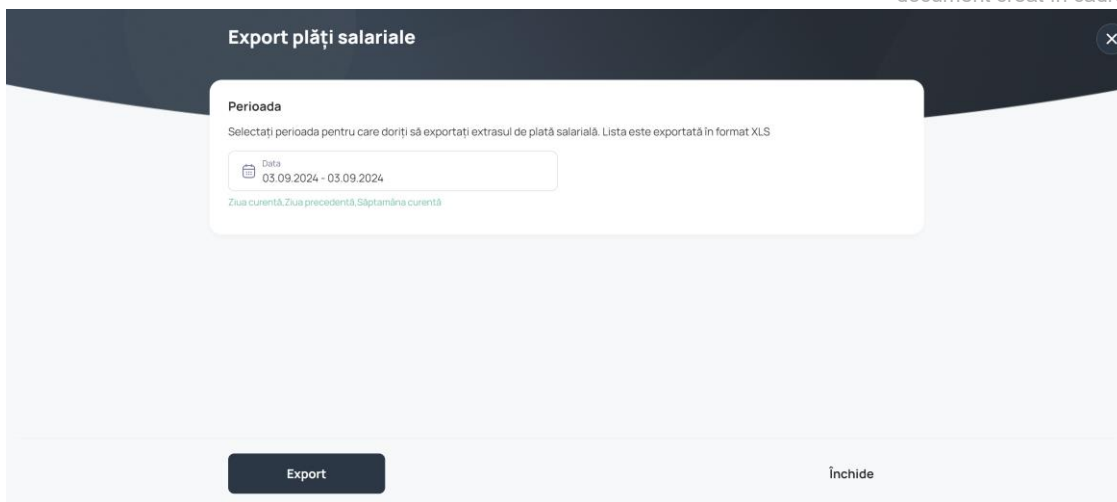 Export plăți salariale
Perioada
Selectați perioada pentru care doriți să exportați extrasul de plată salarială. Lista este exportată în format XLS
Data
03.09.2024 - 03.09.2024
Ziua curentă,Ziua precedentă,Săptamâna curentă
Export
Închide